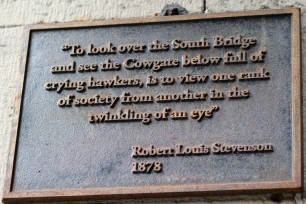 “To look over the South Bridge
and see the Cowgate below full of
crying hawkers, is to view one rank
of society from another in the
twinkling of an eye”
Robert Louis Stevenson
1878